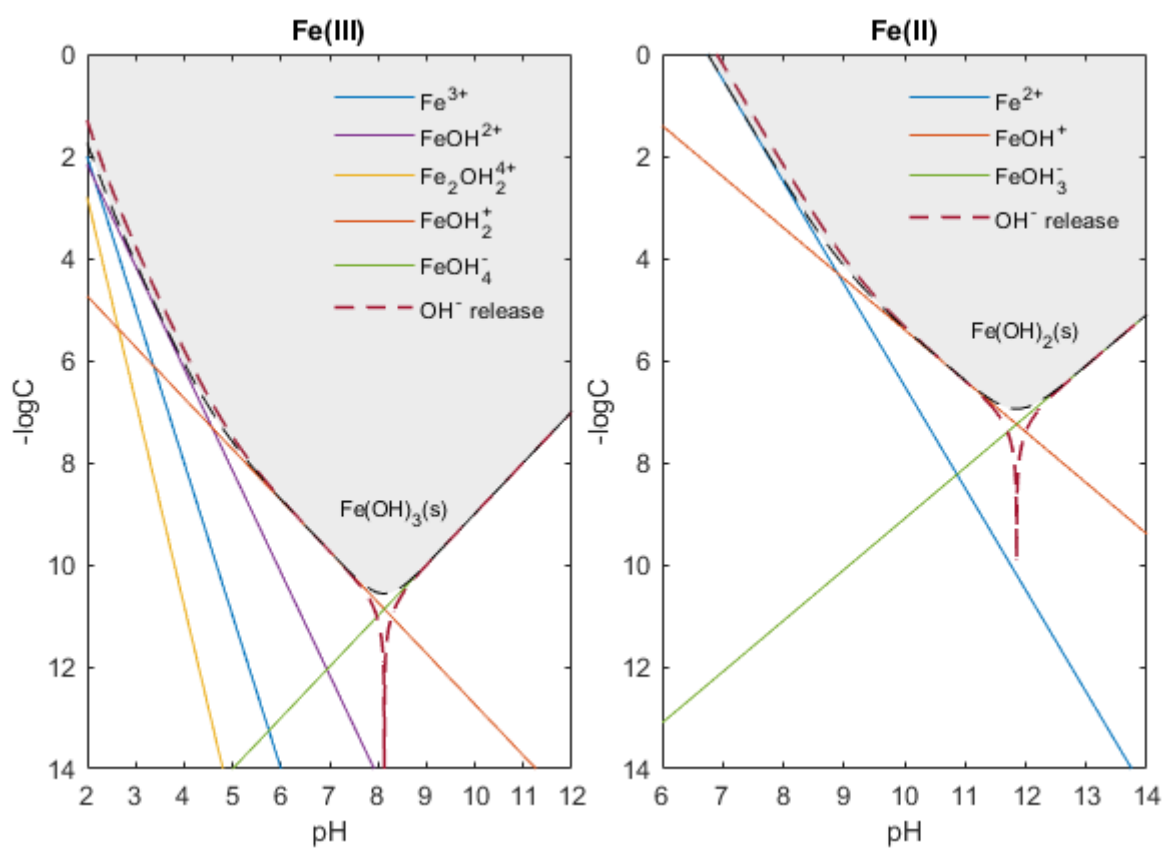 Fe(III)
0
2
4
6
8
10
12
14
-logC
2 3 4 5 6 7 8 9 10 11 12
pH
Fe³⁺
FeOH²⁺
Fe₂OH₂⁴⁺
FeOH₂⁺
FeOH₄⁻
OH⁻ release
Fe(OH)₃(s)
Fe(II)
0
2
4
6
8
10
12
14
-logC
6 7 8 9 10 11 12 13 14
pH
Fe²⁺
FeOH⁺
FeOH₃⁻
OH⁻ release
Fe(OH)₂(s)